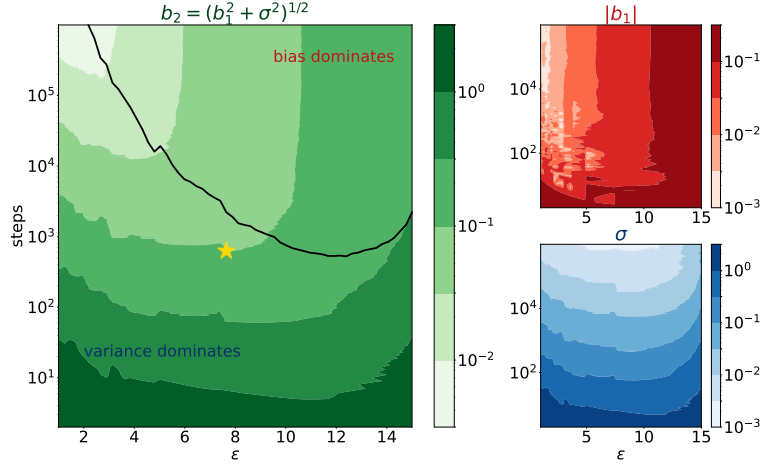 b₂ = (b₁² + σ²)^{1/2}
bias dominates
variance dominates
steps
10⁵
10⁴
10³
10²
10¹
2 4 6 8 10 12 14
ε
10⁰
10⁻¹
10⁻²
|b₁|
10⁴
10²
5 10 15
ε
10⁻¹
10⁻²
10⁻³
σ
10⁴
10²
5 10 15
ε
10⁰
10⁻¹
10⁻²
10⁻³